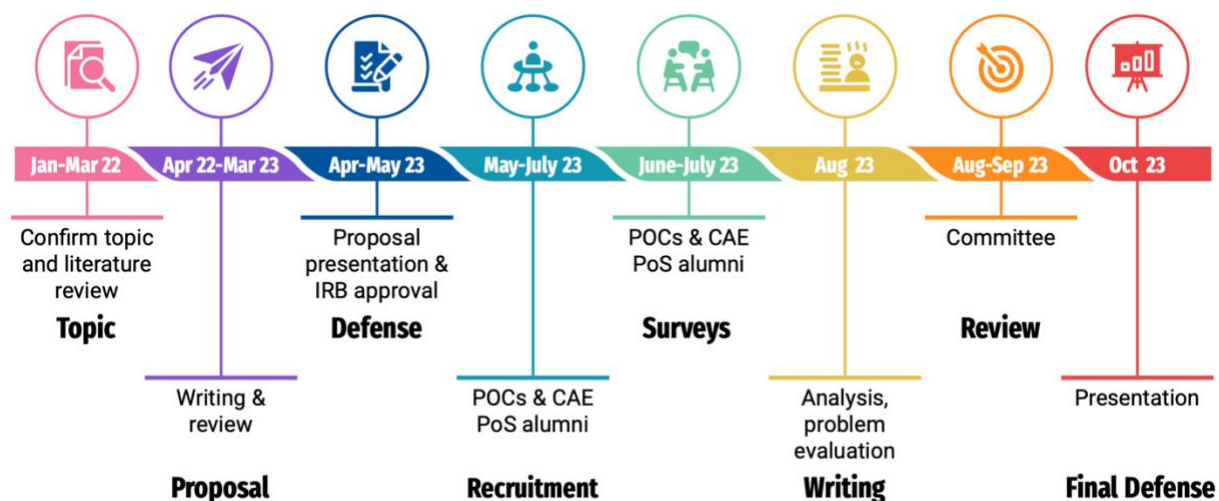 Jan-Mar 22
Apr 22-Mar 23
Apr-May 23
May-July 23
June-July 23
Aug 23
Aug-Sep 23
Oct 23
Confirm topic
and literature
review
Topic
Writing &
review
Proposal
Proposal
presentation &
IRB approval
Defense
POCs & CAE
PoS alumni
Recruitment
POCs & CAE
PoS alumni
Surveys
Analysis,
problem
evaluation
Writing
Committee
Review
Presentation
Final Defense